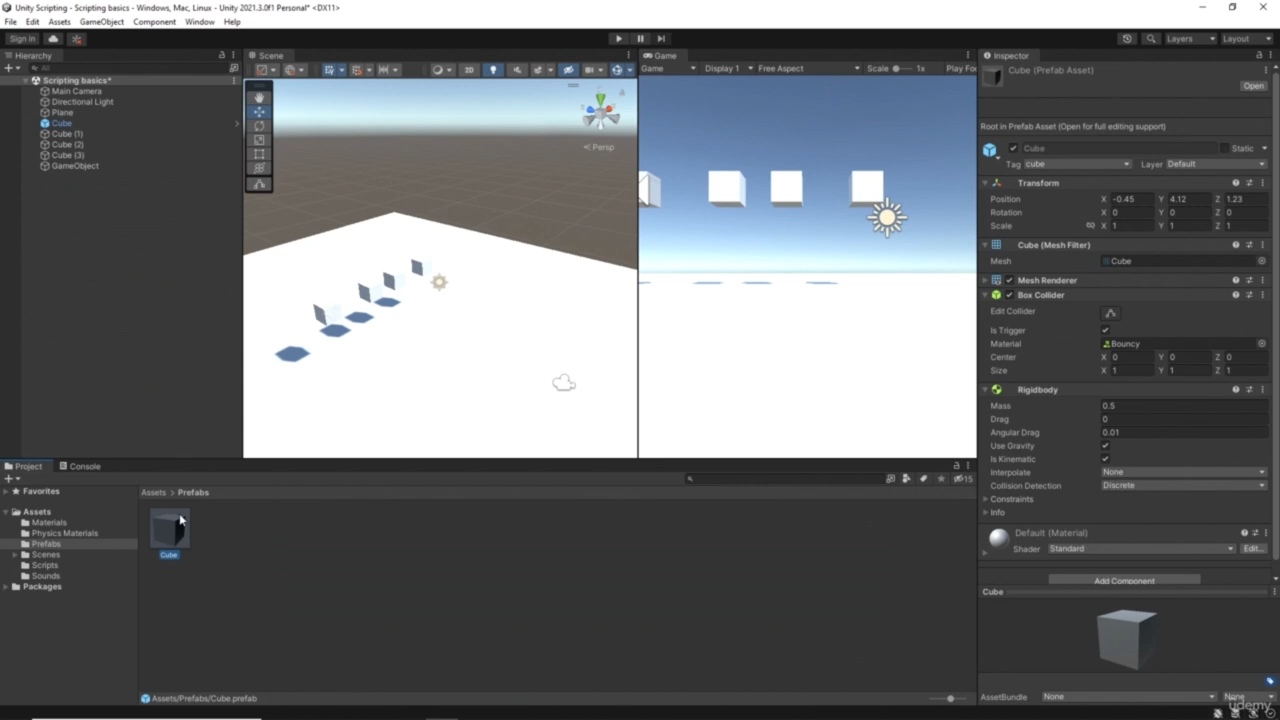 Scripting basics - Windows, Mac, Linux - Unity 2021.3.0f1 Personal* <DX11>
File Edit Assets GameObject Component Window Help
Sign in
Layers Layout
Hierarchy
All
Scripting basics*
Main Camera
Directional Light
Plane
Cube
Cube (1)
Cube (2)
Cube (3)
GameObject
Scene
2D
Persp
Game
Game Display 1 Free Aspect Scale 1x Play Fo
Inspector
Cube (Prefab Asset)
Open
Root in Prefab Asset (Open for full editing support)
Cube Static
Tag cube Layer Default
Transform
Position X -0.45 Y 4.12 Z 1.23
Rotation X 0 Y 0 Z 0
Scale X 1 Y 1 Z 1
Cube (Mesh Filter)
Mesh Cube
Mesh Renderer
Box Collider
Edit Collider
Is Trigger
Material Bouncy
Center X 0 Y 0 Z 0
Size X 1 Y 1 Z 1
Rigidbody
Mass 0.5
Drag 0
Angular Drag 0.01
Use Gravity
Is Kinematic
Interpolate None
Collision Detection Discrete
Constraints
Info
Default (Material)
Shader Standard Edit...
Add Component
Cube
AssetBundle None None
Project Console
15
Favorites
Assets
Materials
Physics Materials
Prefabs
Scenes
Scripts
Sounds
Packages
Assets > Prefabs
Cube
Assets/Prefabs/Cube.prefab
udemy